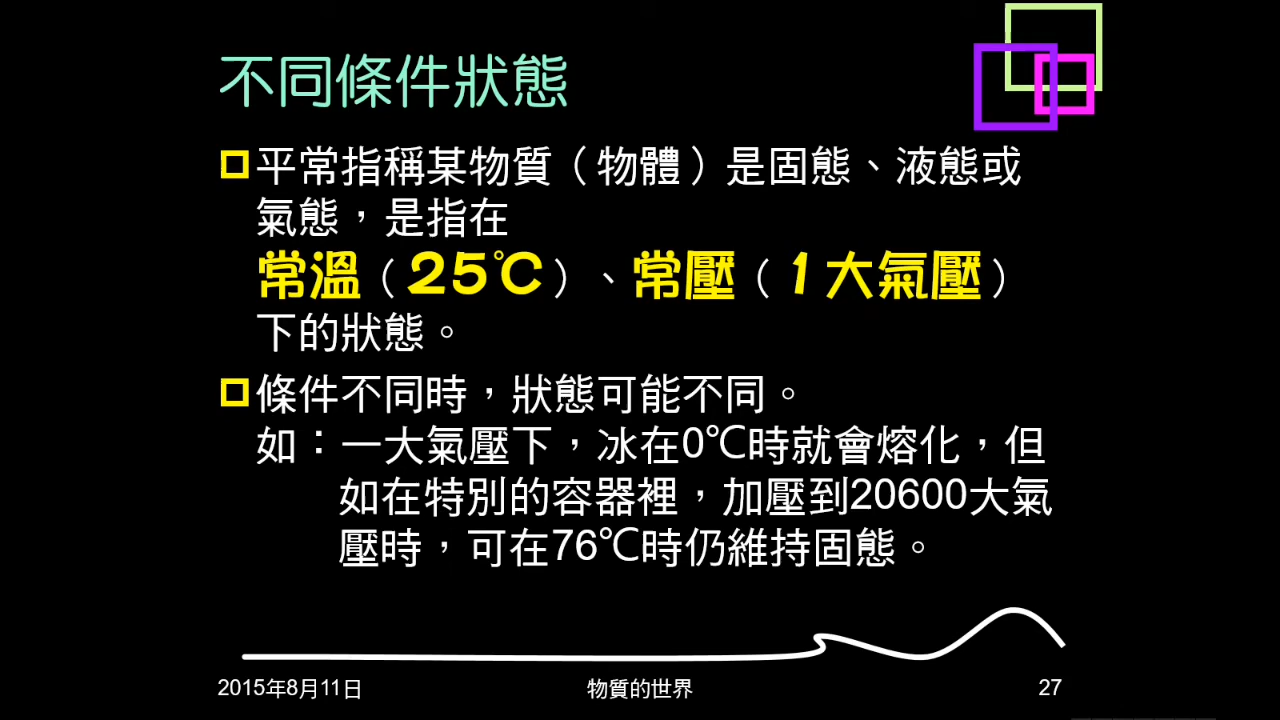 不同條件狀態
平常指稱某物質（物體）是固態、液態或
氣態，是指在
常溫（25℃）、常壓（1大氣壓）
下的狀態。
條件不同時，狀態可能不同。
如：一大氣壓下，冰在0℃時就會熔化，但
如在特別的容器裡，加壓到20600大氣
壓時，可在76℃時仍維持固態。
2015年8月11日
物質的世界
27